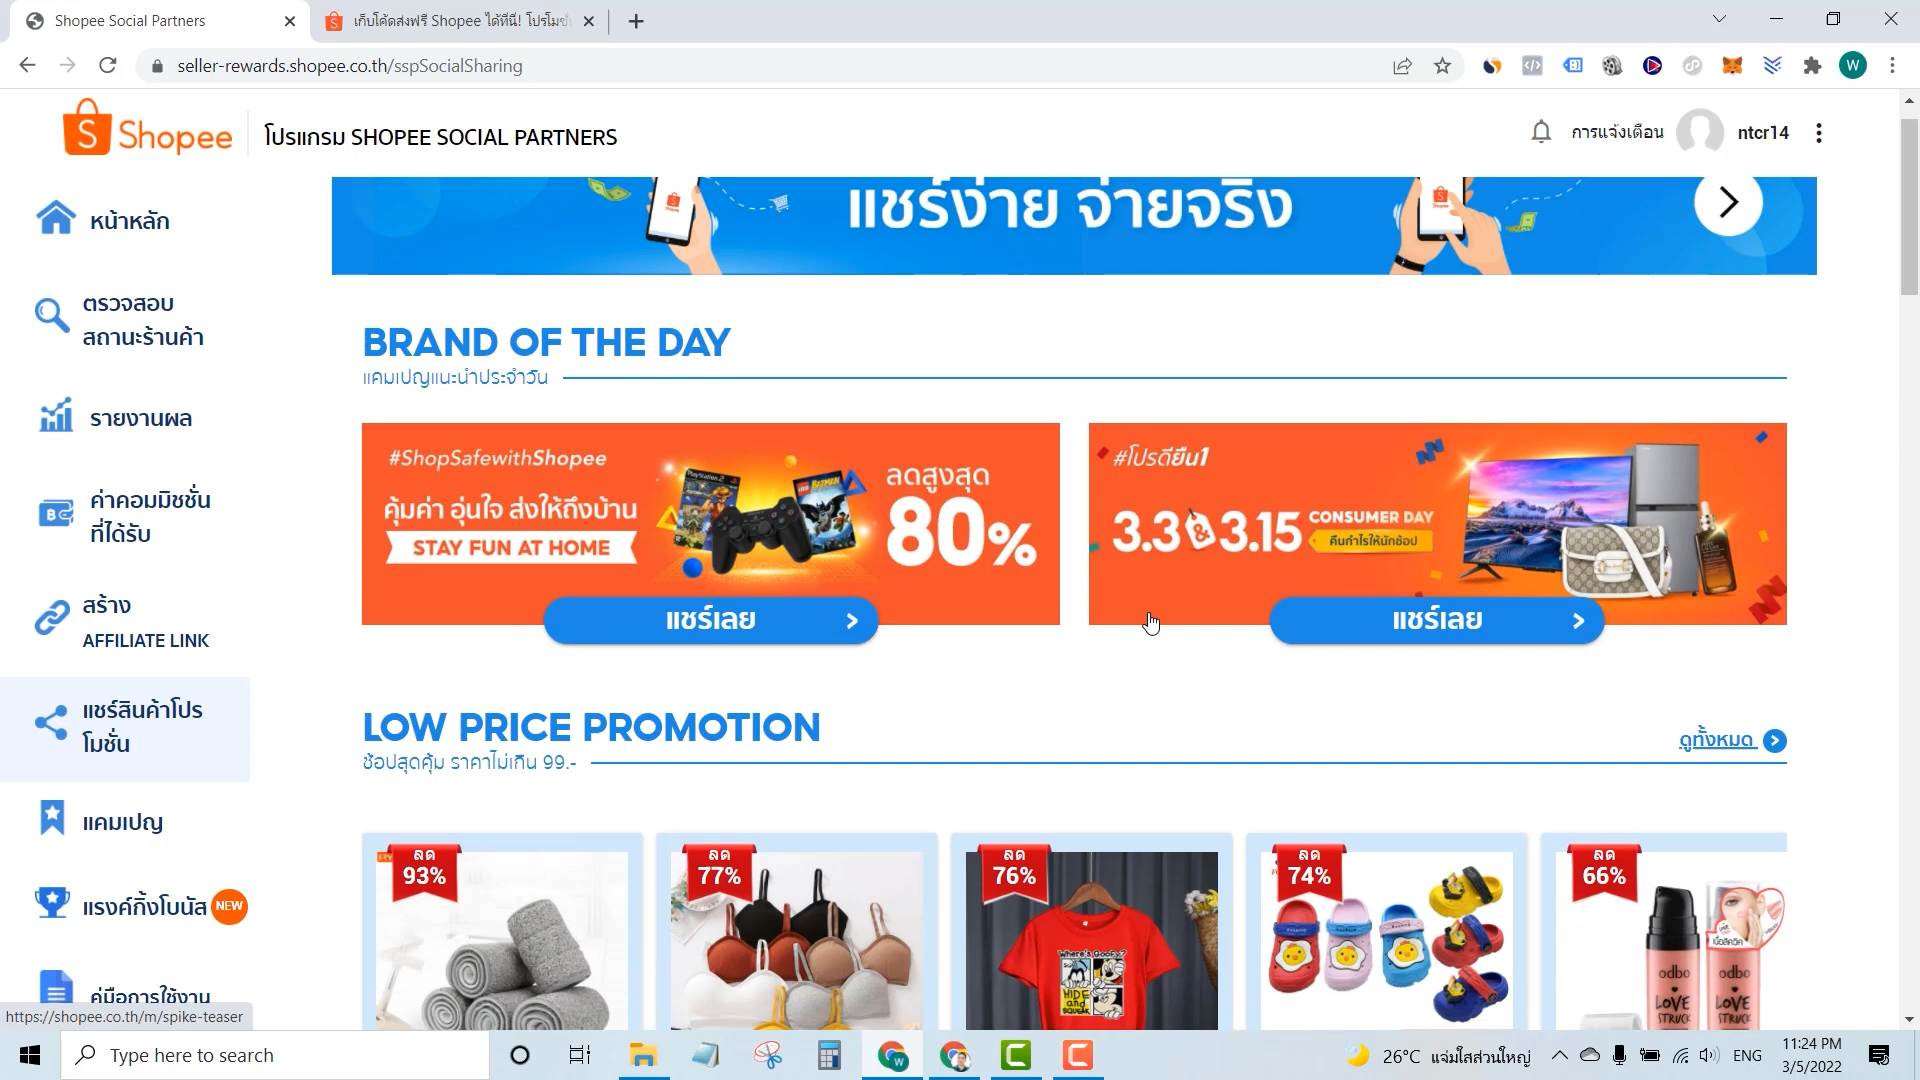 Shopee Social Partners
เก็บโค้ดส่งฟรี Shopee ได้ที่นี่! โปรโมชั่
seller-rewards.shopee.co.th/sspSocialSharing
W
S Shopee
โปรแกรม SHOPEE SOCIAL PARTNERS
การแจ้งเตือน
ntcr14
หน้าหลัก
ตรวจสอบ
สถานะร้านค้า
รายงานผล
ค่าคอมมิชชั่น
ที่ได้รับ
สร้าง
AFFILIATE LINK
แชร์สินค้าโปร
โมชั่น
แคมเปญ
แรงค์กิ้งโบนัส NEW
คู่มือการใช้งาน
แชร์ง่าย จ่ายจริง
BRAND OF THE DAY
แคมเปญแนะนำประจำวัน
#ShopSafewithShopee
คุ้มค่า อุ่นใจ ส่งให้ถึงบ้าน
STAY FUN AT HOME
ลดสูงสุด
80%
แชร์เลย
#โปรดียืน1
3.3 & 3.15 CONSUMER DAY
คืนกำไรให้นักช้อป
แชร์เลย
LOW PRICE PROMOTION
ช้อปสุดคุ้ม ราคาไม่เกิน 99.-
ดูทั้งหมด
ลด
93%
ลด
77%
ลด
76%
Where's Goofy?
HIDE
and
SQUEAK
ลด
74%
ลด
66%
odbo
LOVE
STRUCK
odbo
LOVE
STRUCK
https://shopee.co.th/m/spike-teaser
Type here to search
26°C แจ่มใสส่วนใหญ่
ENG
11:24 PM
3/5/2022